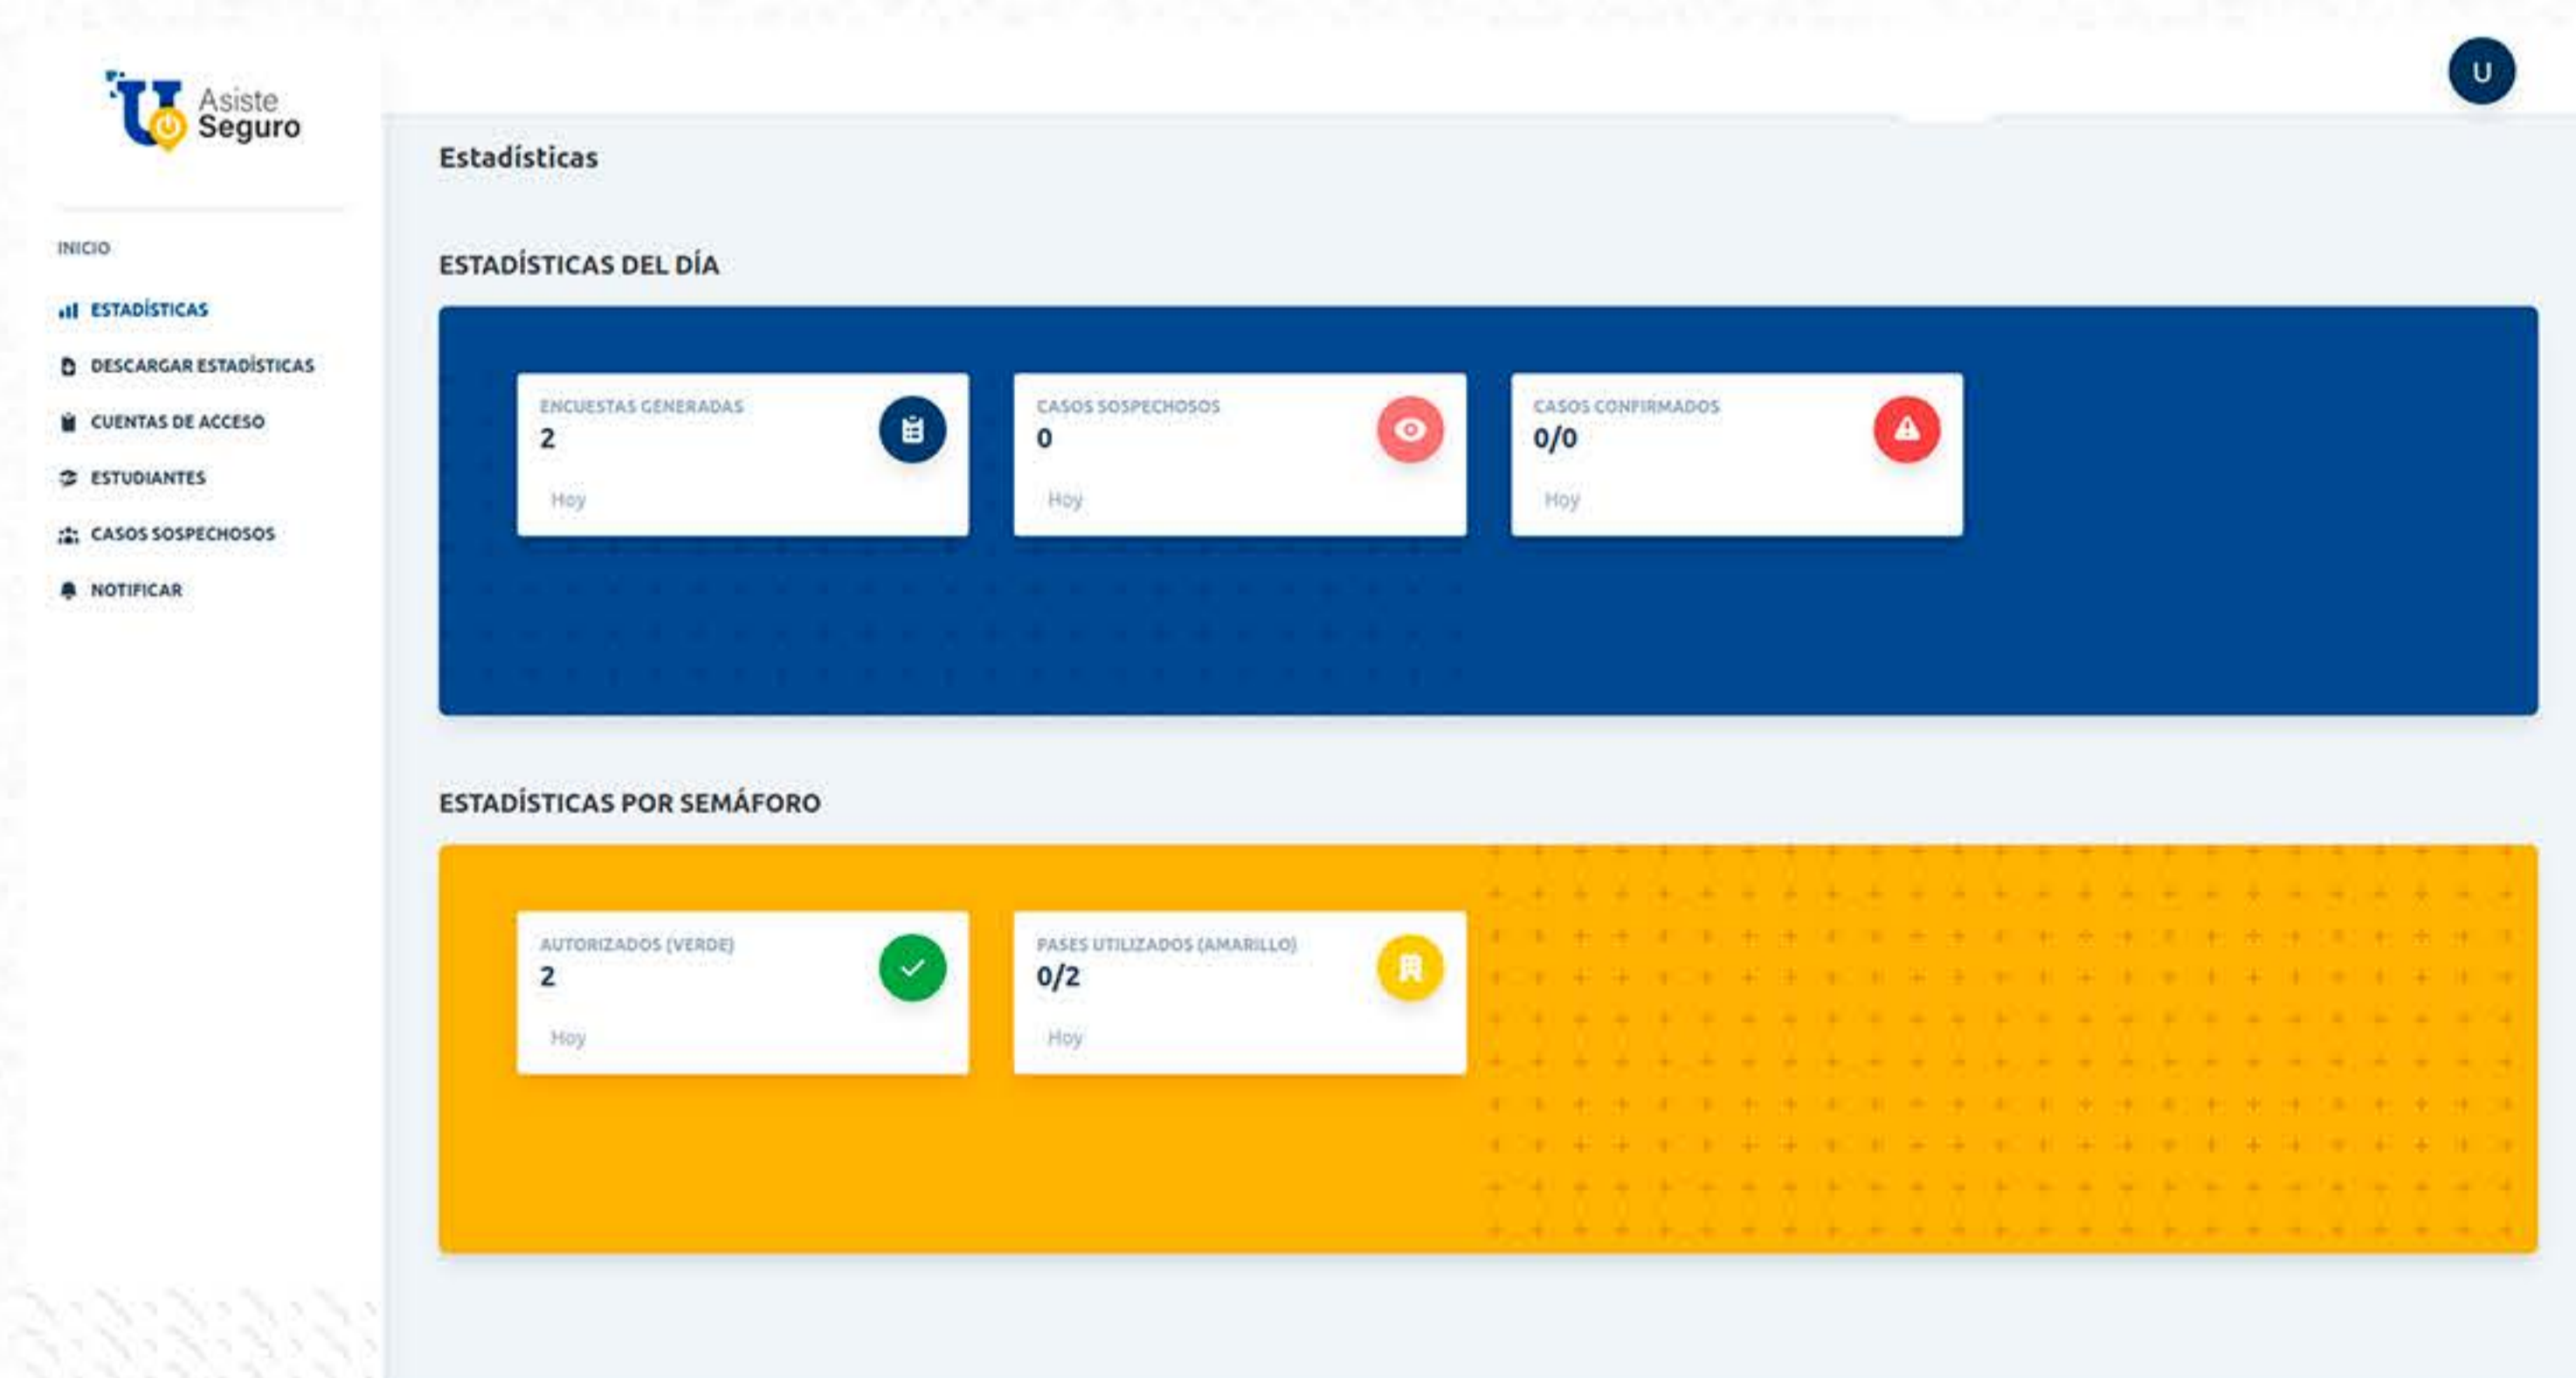 Asiste
Seguro
U
INICIO
ESTADÍSTICAS
DESCARGAR ESTADÍSTICAS
CUENTAS DE ACCESO
ESTUDIANTES
CASOS SOSPECHOSOS
NOTIFICAR
Estadísticas
ESTADÍSTICAS DEL DÍA
ENCUESTAS GENERADAS
2
Hoy
CASOS SOSPECHOSOS
0
Hoy
CASOS CONFIRMADOS
0/0
Hoy
ESTADÍSTICAS POR SEMÁFORO
AUTORIZADOS (VERDE)
2
Hoy
PASES UTILIZADOS (AMARILLO)
0/2
Hoy